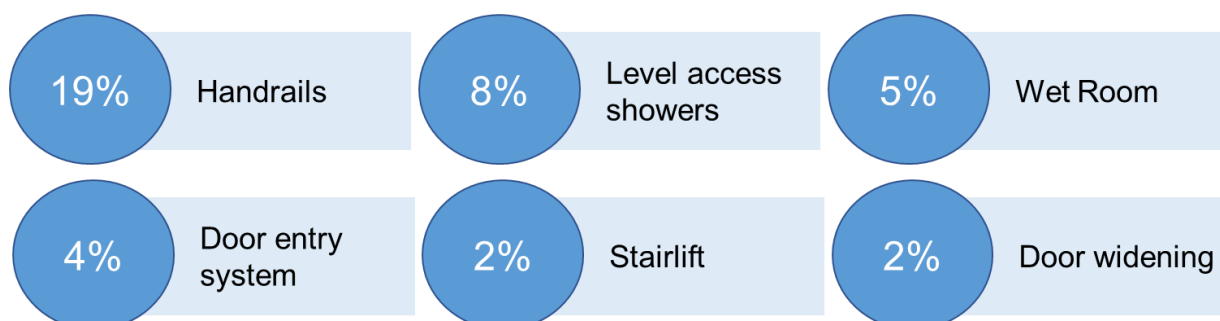 19%
Handrails
8%
Level access
showers
5%
Wet Room
4%
Door entry
system
2%
Stairlift
2%
Door widening